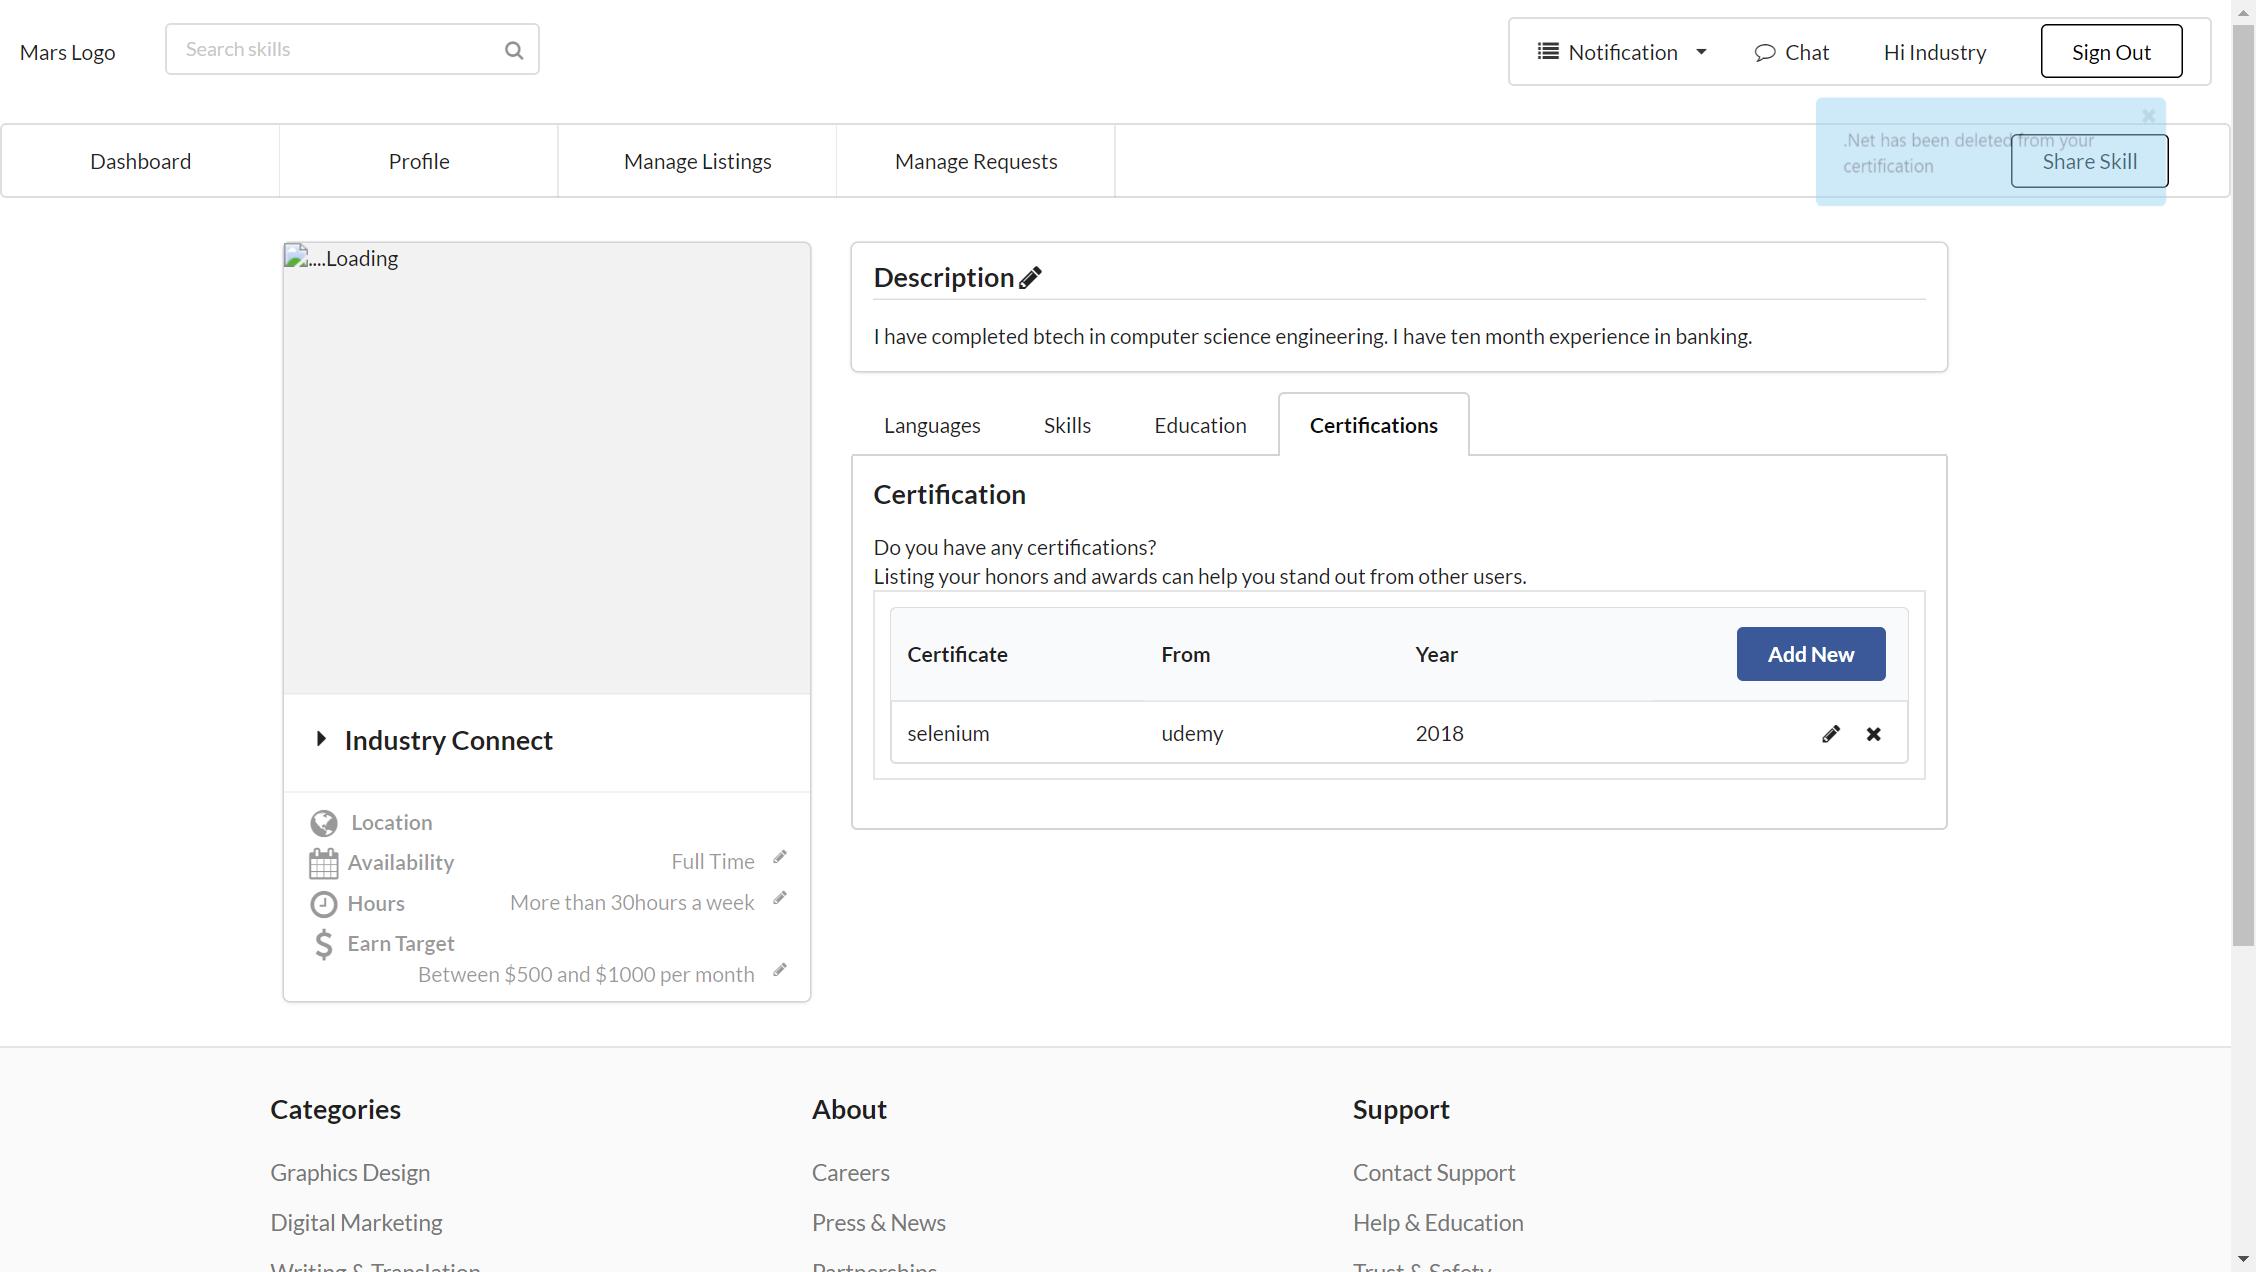 Mars Logo
Search skills
Notification
Chat
Hi Industry
Sign Out
Dashboard
Profile
Manage Listings
Manage Requests
.Net has been deleted from your
certification
Share Skill
....Loading
Industry Connect
Location
Availability
Full Time
Hours
More than 30hours a week
Earn Target
Between $500 and $1000 per month
Description
I have completed btech in computer science engineering. I have ten month experience in banking.
Languages
Skills
Education
Certifications
Certification
Do you have any certifications?
Listing your honors and awards can help you stand out from other users.
Certificate
From
Year
Add New
selenium
udemy
2018
Categories
About
Support
Graphics Design
Careers
Contact Support
Digital Marketing
Press & News
Help & Education
Writing & Translation
Partnerships
Trust & Safety